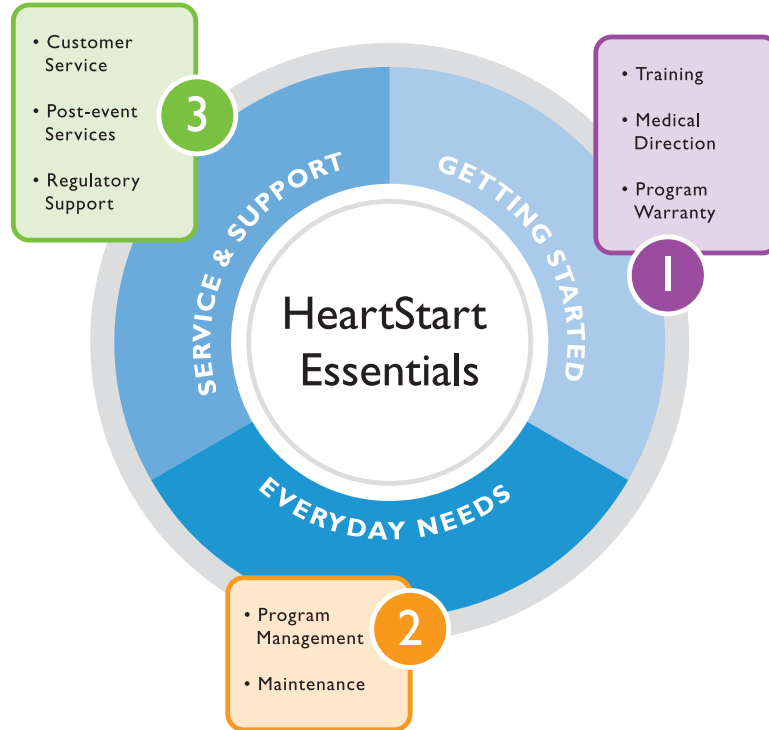 HeartStart
Essentials
GETTING STARTED
1
• Training
• Medical
Direction
• Program
Warranty
EVERYDAY NEEDS
2
• Program
Management
• Maintenance
SERVICE & SUPPORT
3
• Customer
Service
• Post-event
Services
• Regulatory
Support